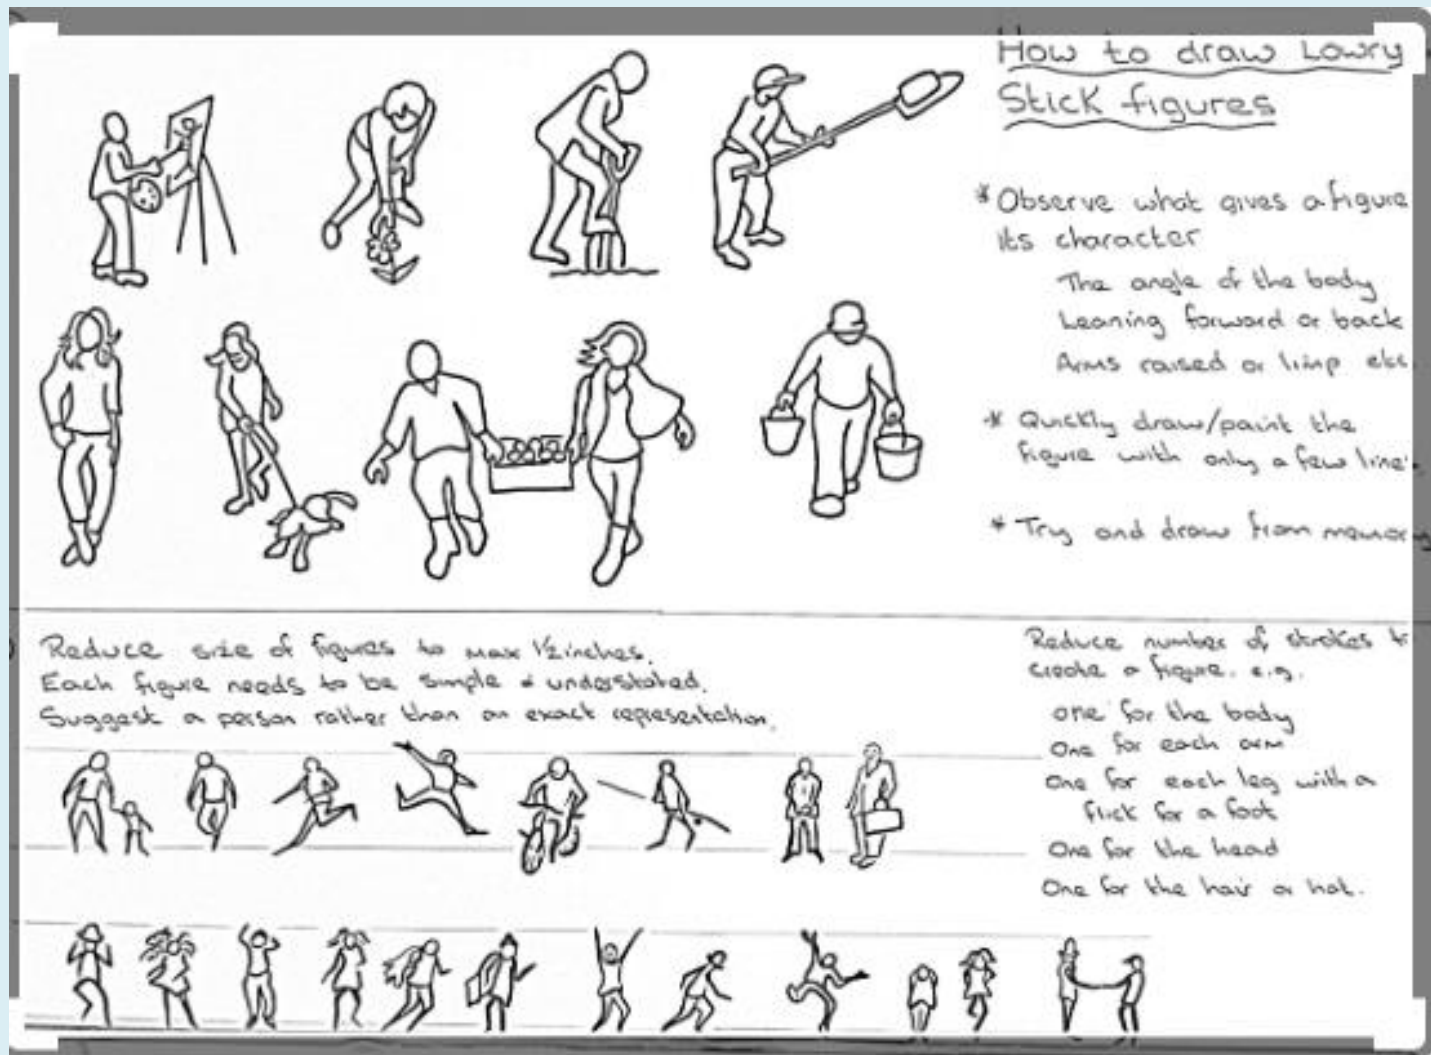 How to draw Lowry
Stick figures
* Observe what gives a figure
its character
The angle of the body
Leaning forward or back
Arms raised or limp etc.
* Quickly draw/paint the
figure with only a few line
* Try and draw from memory
Reduce size of figures to max 1½ inches.
Each figure needs to be simple & understated.
Suggest a person rather than an exact representation.
Reduce number of strokes to
create a figure. e.g.
one for the body
One for each arm
One for each leg with a
flick for a foot
One for the head
One for the hair or hat.